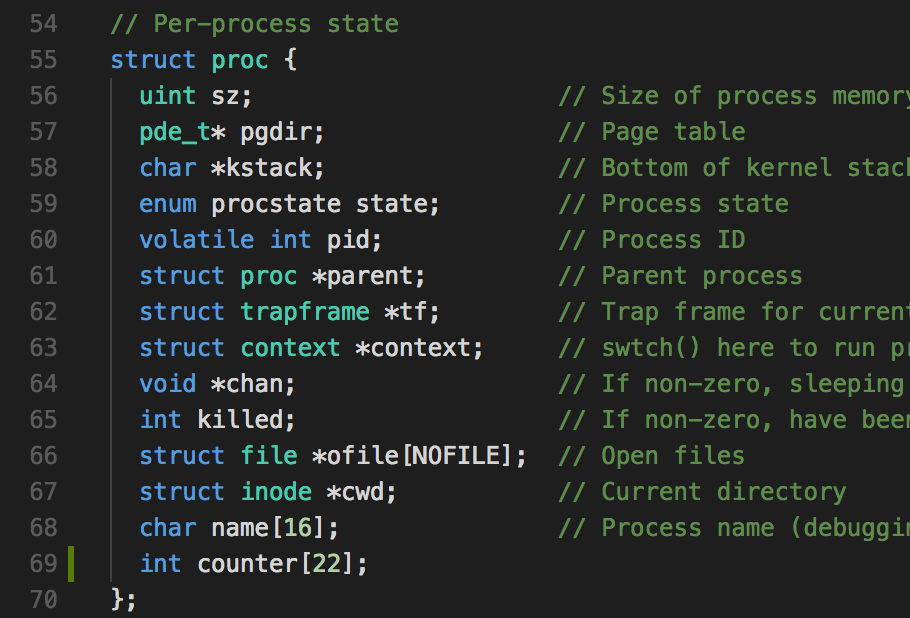 54 // Per-process state
55 struct proc {
56 uint sz; // Size of process memory
57 pde_t* pgdir; // Page table
58 char *kstack; // Bottom of kernel stack
59 enum procstate state; // Process state
60 volatile int pid; // Process ID
61 struct proc *parent; // Parent process
62 struct trapframe *tf; // Trap frame for current
63 struct context *context; // swtch() here to run pr
64 void *chan; // If non-zero, sleeping
65 int killed; // If non-zero, have been
66 struct file *ofile[NOFILE]; // Open files
67 struct inode *cwd; // Current directory
68 char name[16]; // Process name (debuggin
69 int counter[22];
70 };